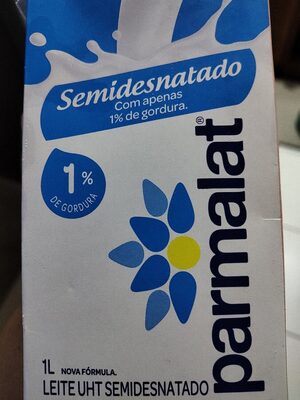 Semidesnatado
Com apenas
1% de gordura.
1%
DE GORDURA
parmalat®
1L NOVA FÓRMULA.
LEITE UHT SEMIDESNATADO